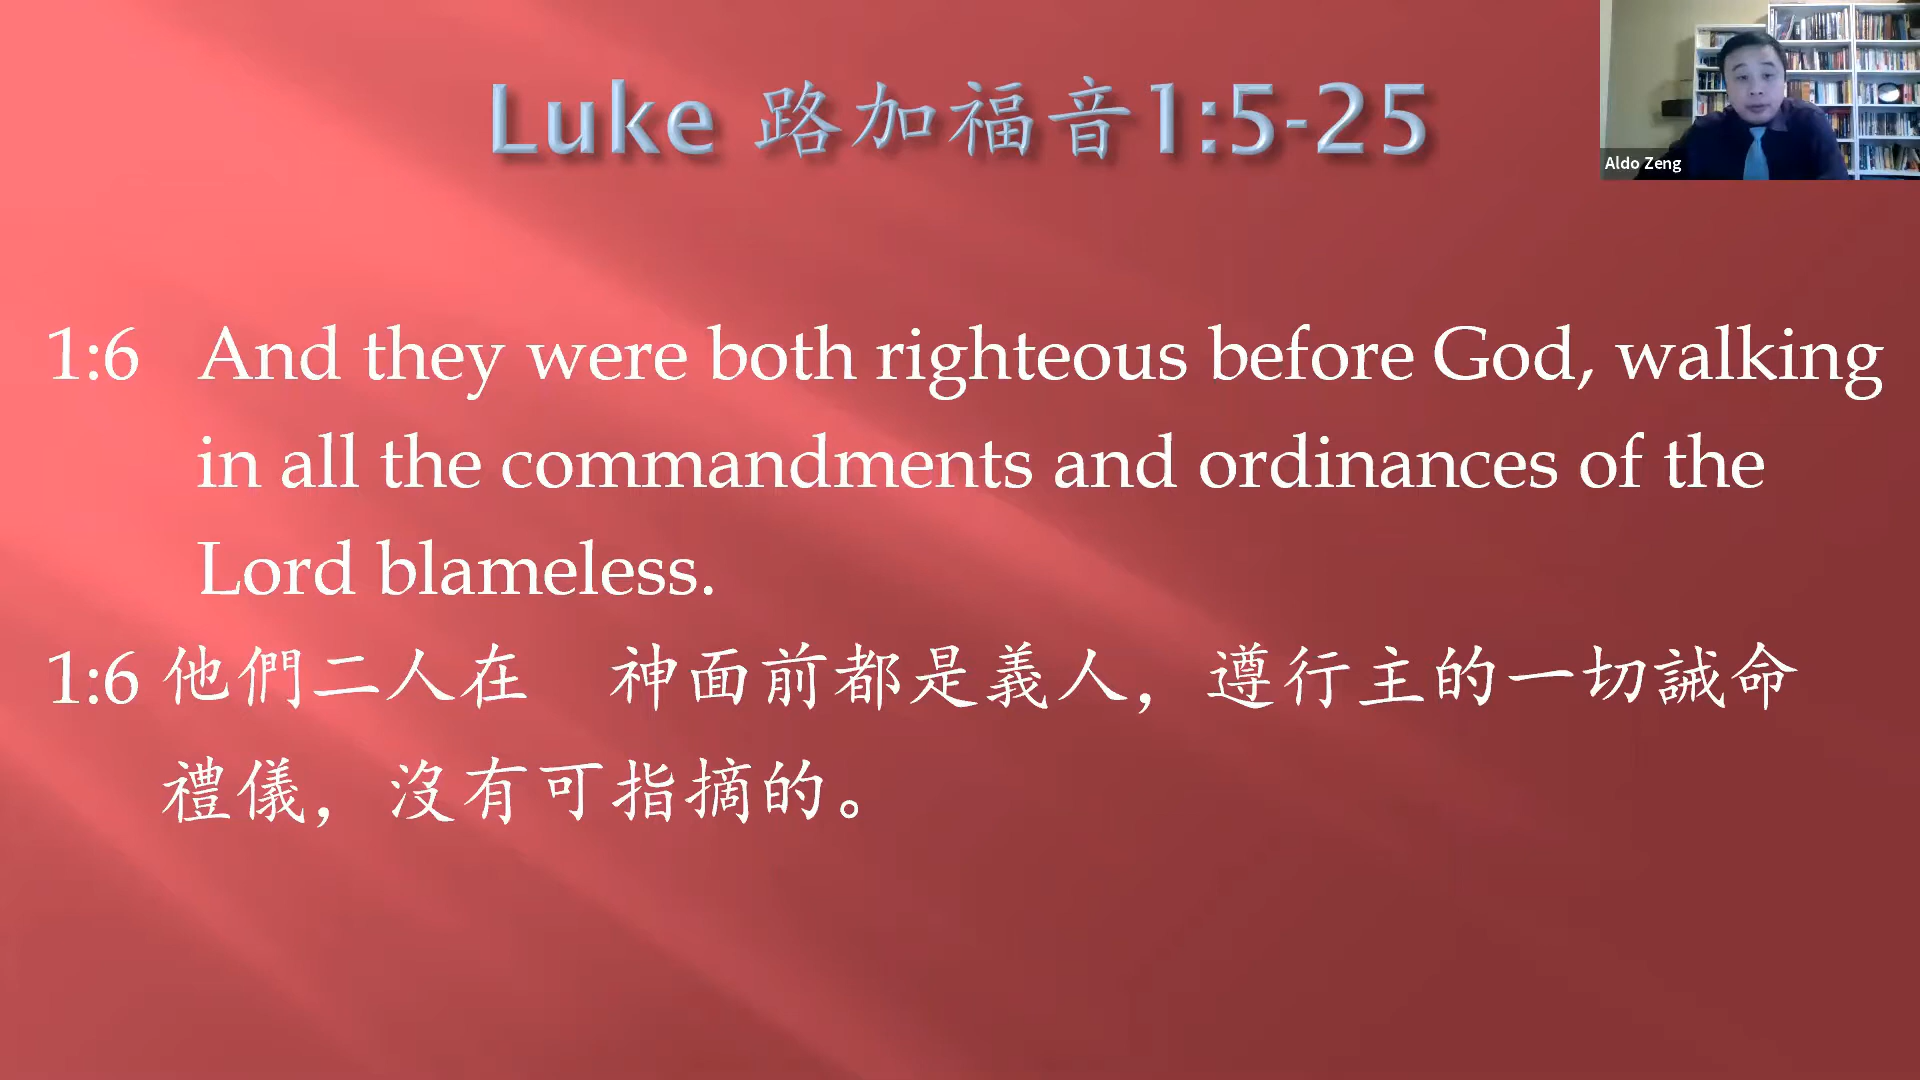 Luke 路加福音1:5-25
Aldo Zeng
1:6 And they were both righteous before God, walking
in all the commandments and ordinances of the
Lord blameless.
1:6 他們二人在　神面前都是義人，遵行主的一切誡命
禮儀，沒有可指摘的。